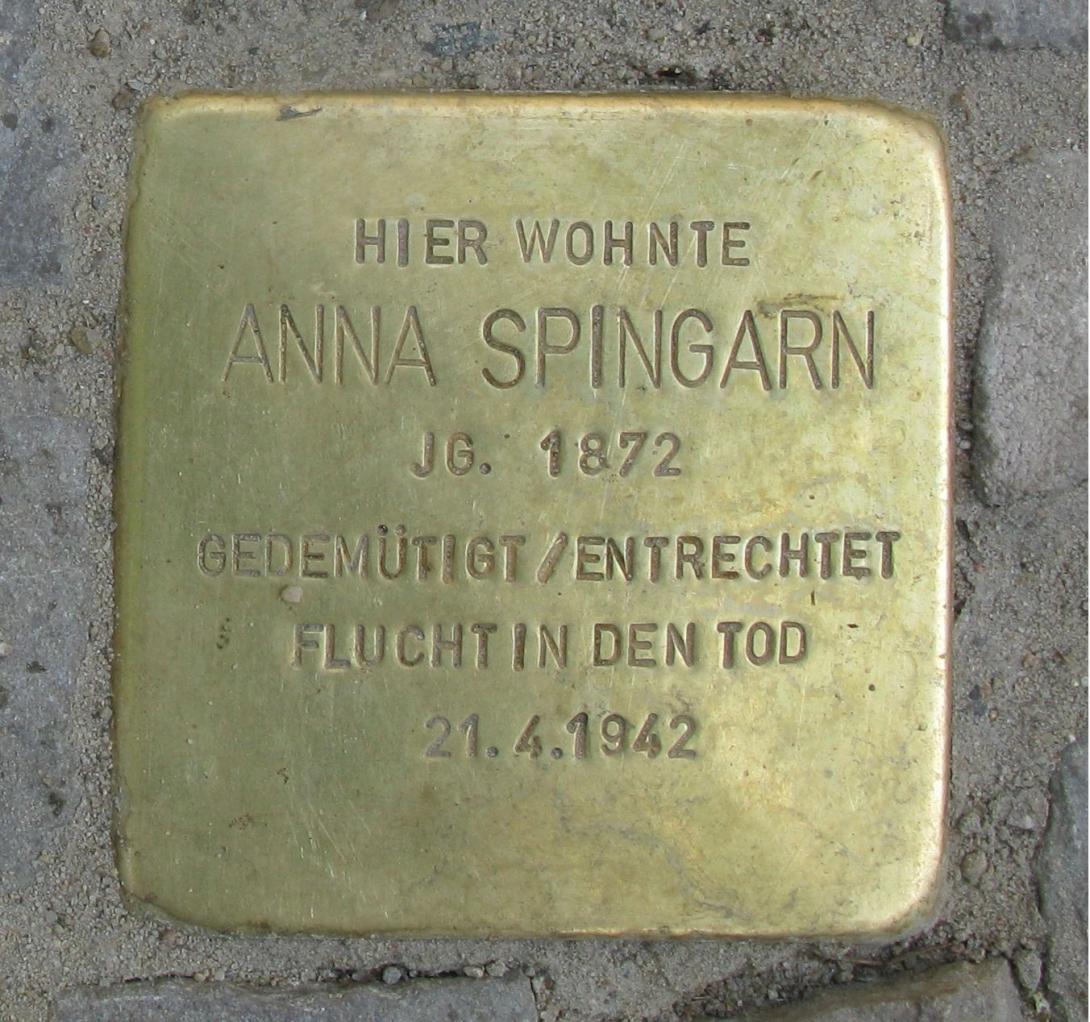 HIER WOHNTE
ANNA SPINGARN
JG. 1872
GEDEMÜTIGT/ENTRECHTET
FLUCHT IN DEN TOD
21.4.1942